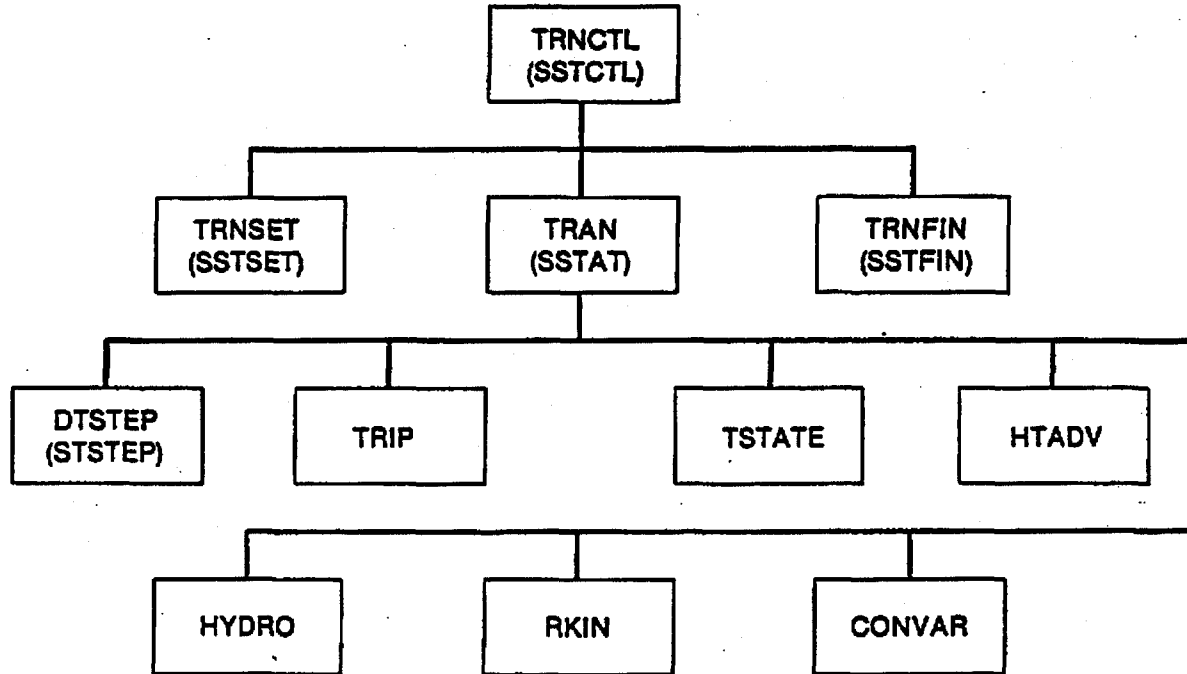 TRNCTL
(SSTCTL)
TRNSET
(SSTSET)
TRAN
(SSTAT)
TRNFIN
(SSTFIN)
DTSTEP
(STSTEP)
TRIP
TSTATE
HTADV
HYDRO
RKIN
CONVAR